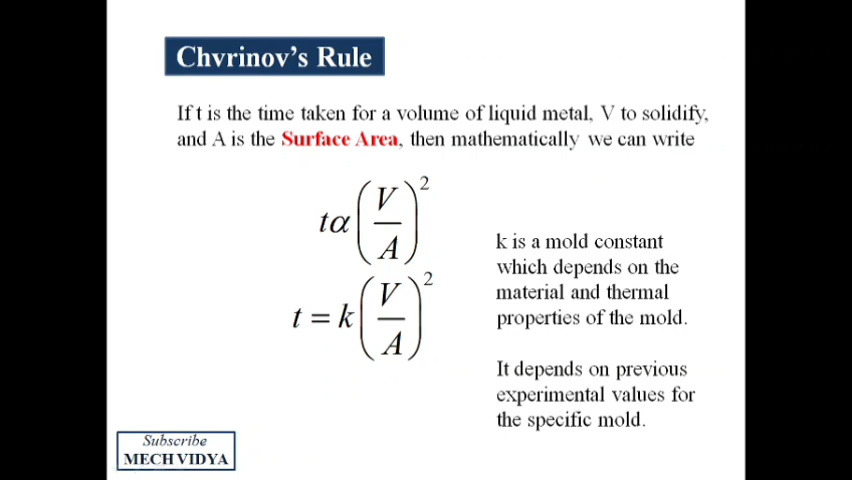 Chvrinov's Rule
If t is the time taken for a volume of liquid metal, V to solidify,
and A is the Surface Area, then mathematically we can write
tα(V/A)²
t = k(V/A)²
k is a mold constant
which depends on the
material and thermal
properties of the mold.
It depends on previous
experimental values for
the specific mold.
Subscribe
MECH VIDYA